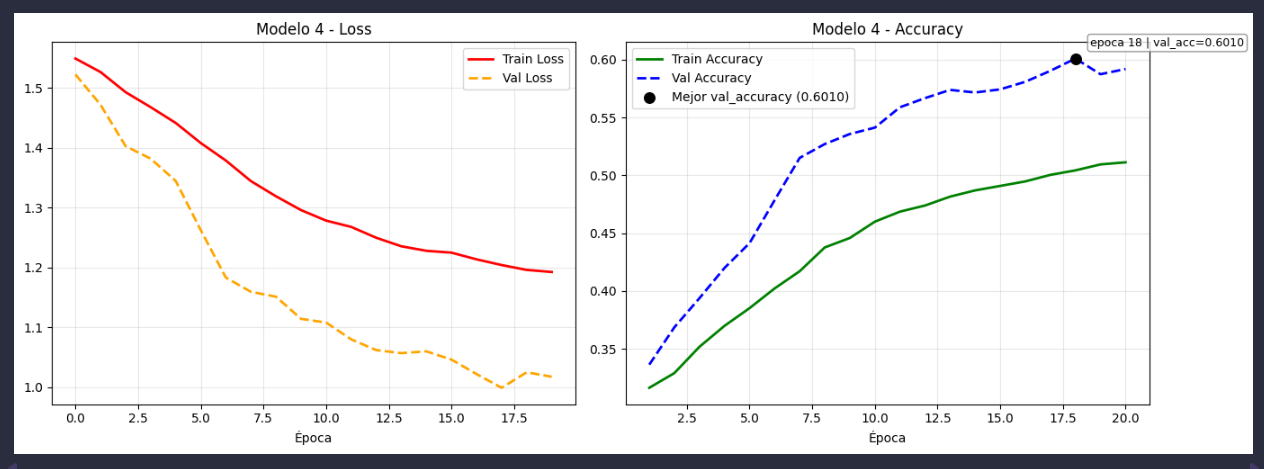 Modelo 4 - Loss
Train Loss
Val Loss
1.5
1.4
1.3
1.2
1.1
1.0
0.0 2.5 5.0 7.5 10.0 12.5 15.0 17.5
Época
Modelo 4 - Accuracy
epoca 18 | val_acc=0.6010
Train Accuracy
Val Accuracy
Mejor val_accuracy (0.6010)
0.60
0.55
0.50
0.45
0.40
0.35
2.5 5.0 7.5 10.0 12.5 15.0 17.5 20.0
Época